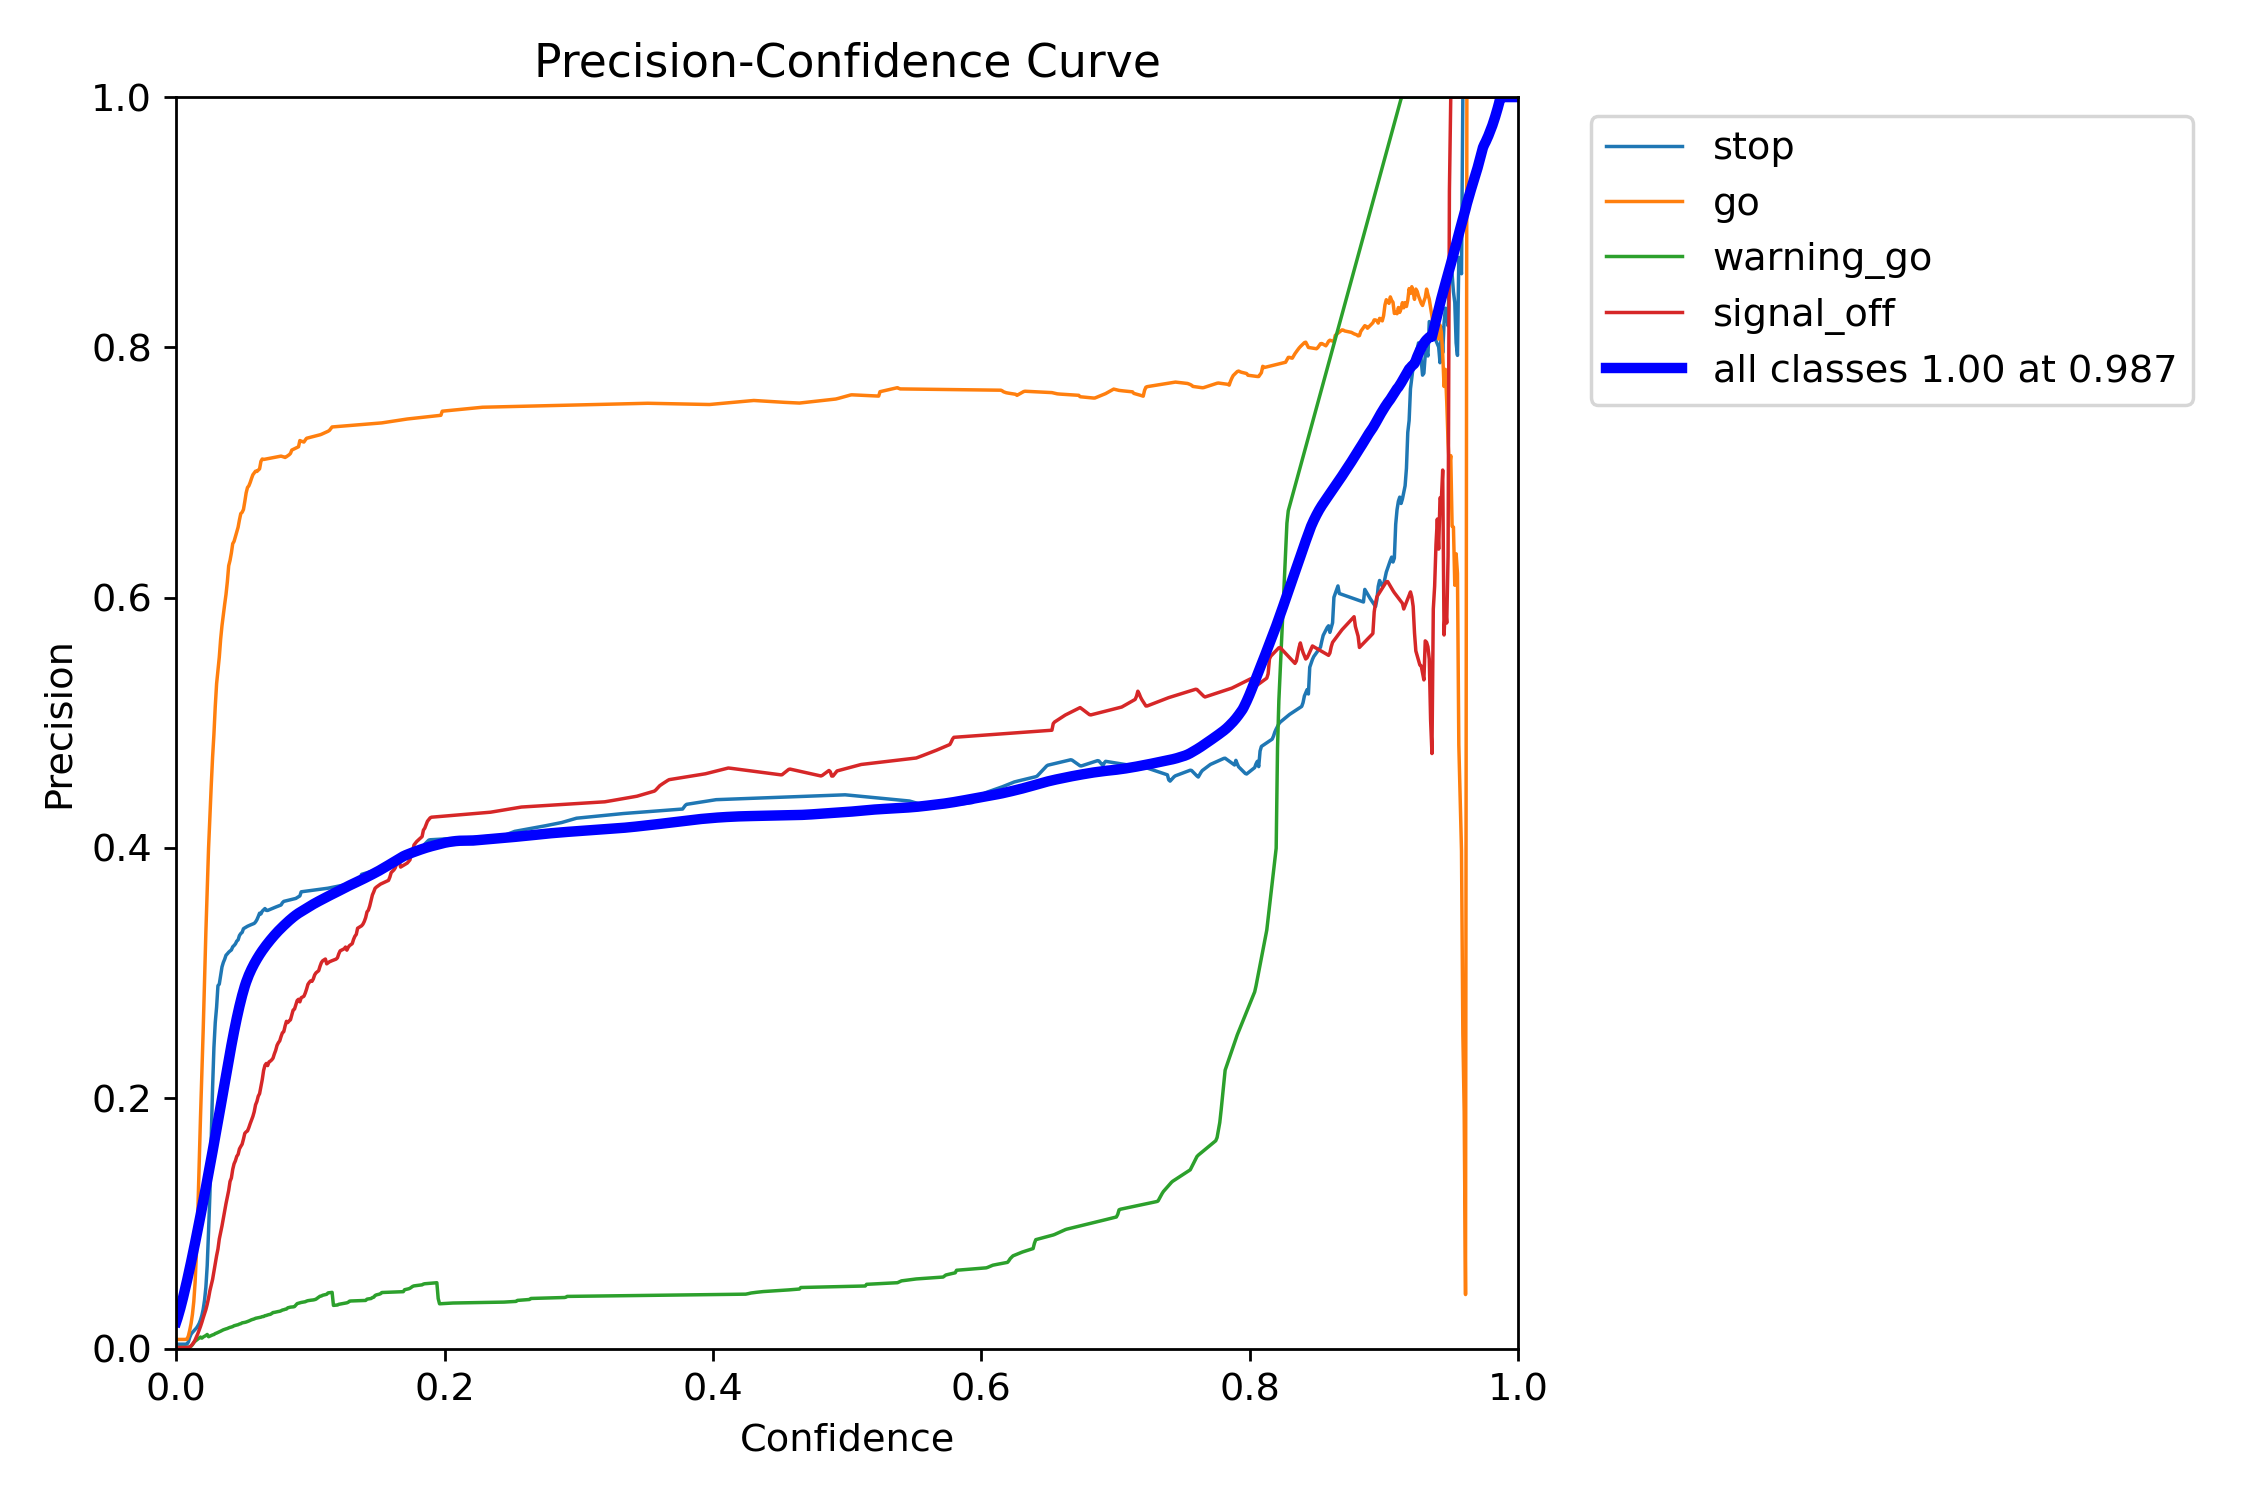 Precision-Confidence Curve
1.0
0.8
0.6
0.4
0.2
0.0
Precision
0.0 0.2 0.4 0.6 0.8 1.0
Confidence
stop
go
warning_go
signal_off
all classes 1.00 at 0.987